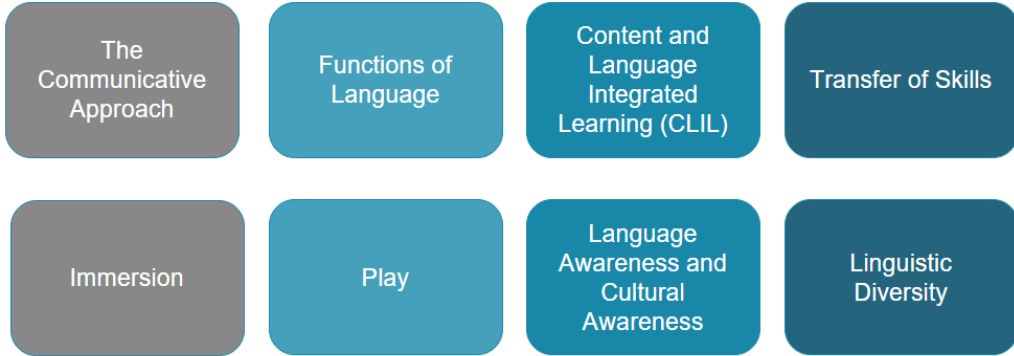 The
Communicative
Approach
Functions of
Language
Content and
Language
Integrated
Learning (CLIL)
Transfer of Skills
Immersion
Play
Language
Awareness and
Cultural
Awareness
Linguistic
Diversity